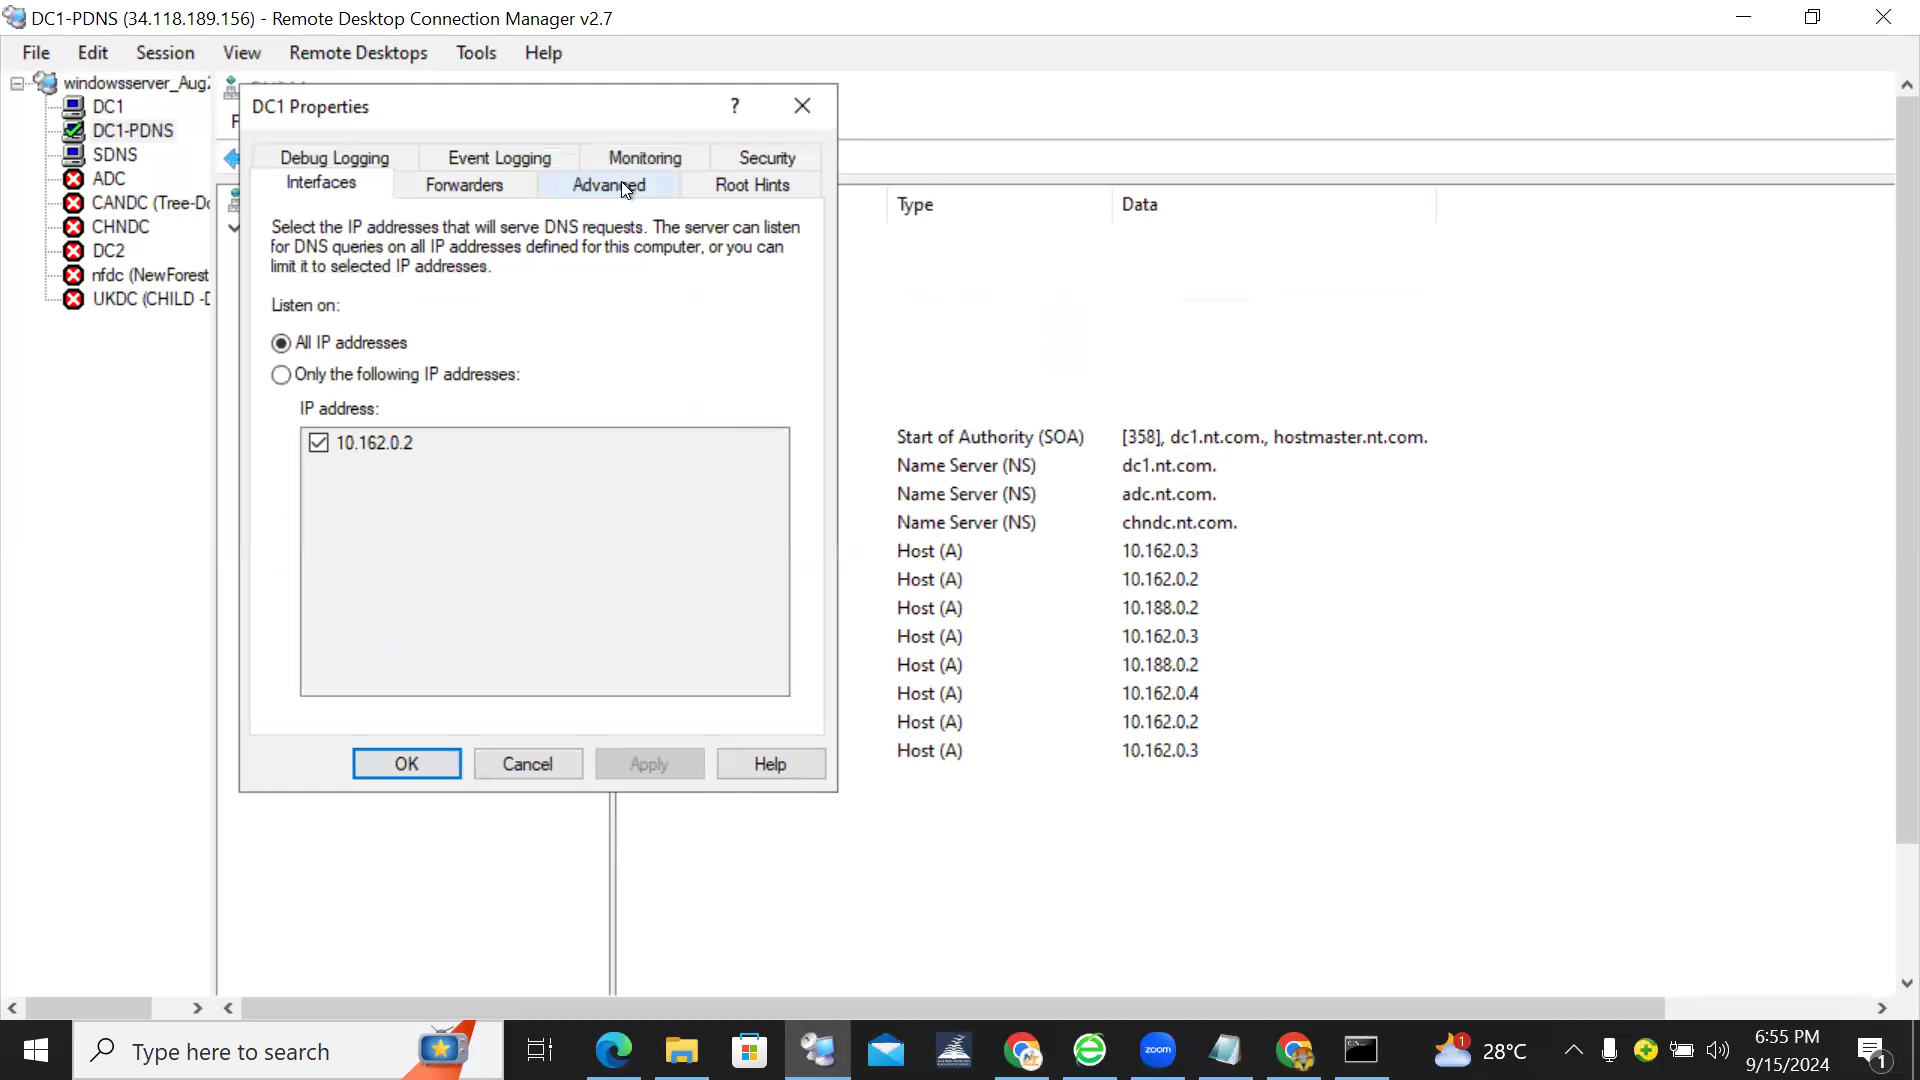 DC1-PDNS (34.118.189.156) - Remote Desktop Connection Manager v2.7
File Edit Session View Remote Desktops Tools Help
windowsserver_Aug
DC1
DC1-PDNS
SDNS
ADC
CANDC (Tree-Do
CHNDC
DC2
nfdc (NewForest
UKDC (CHILD -D
F
DC1 Properties
?
Debug Logging Event Logging Monitoring Security
Interfaces Forwarders Advanced Root Hints
Select the IP addresses that will serve DNS requests. The server can listen
for DNS queries on all IP addresses defined for this computer, or you can
limit it to selected IP addresses.
Listen on:
All IP addresses
Only the following IP addresses:
IP address:
10.162.0.2
OK Cancel Apply Help
Type Data
Start of Authority (SOA) [358], dc1.nt.com., hostmaster.nt.com.
Name Server (NS) dc1.nt.com.
Name Server (NS) adc.nt.com.
Name Server (NS) chndc.nt.com.
Host (A) 10.162.0.3
Host (A) 10.162.0.2
Host (A) 10.188.0.2
Host (A) 10.162.0.3
Host (A) 10.188.0.2
Host (A) 10.162.0.4
Host (A) 10.162.0.2
Host (A) 10.162.0.3
Type here to search
zoom
1
28°C
6:55 PM
9/15/2024
1